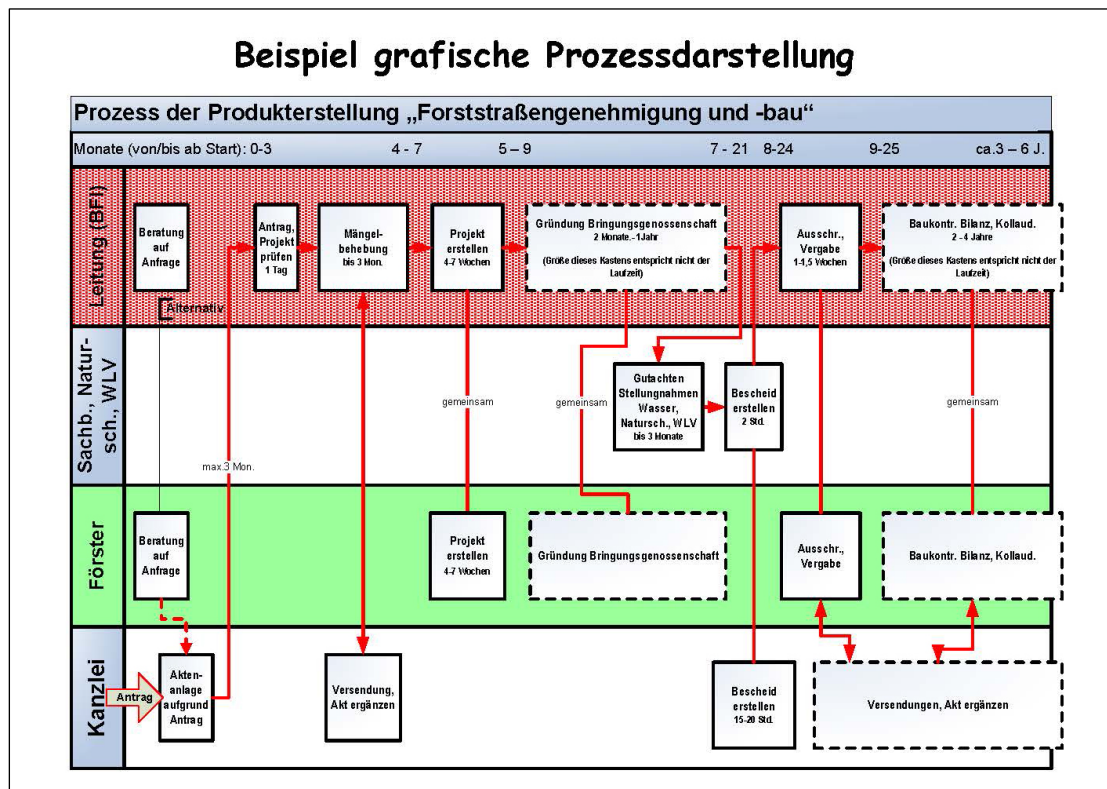 Beispiel grafische Prozessdarstellung
Prozess der Produkterstellung „Forststraßengenehmigung und -bau“
Monate (von/bis ab Start): 0-3 4 - 7 5 – 9 7 - 21 8-24 9-25 ca.3 – 6 J.
Leitung (BFI)
Beratung
auf
Anfrage
Antrag,
Projekt
prüfen
1 Tag
Mängel-
behebung
bis 3 Mon.
Projekt
erstellen
4-7 Wochen
Gründung Bringungsgenossenschaft
2 Monate.- 1Jahr
(Größe dieses Kastens entspricht nicht der
Laufzeit)
Ausschr.,
Vergabe
1-1,5 Wochen
Baukontr. Bilanz, Kollaud.
2 - 4 Jahre
(Größe dieses Kastens entspricht nicht der
Laufzeit)
Alternativ
Sachb., Natur-
sch., WLV
max.3 Mon.
gemeinsam
gemeinsam
Gutachten
Stellungnahmen
Wasser,
Natursch., WLV
bis 3 Monate
Bescheid
erstellen
2 Std.
gemeinsam
Förster
Beratung
auf
Anfrage
Projekt
erstellen
4-7 Wochen
Gründung Bringungsgenossenschaft
Ausschr.,
Vergabe
Baukontr. Bilanz, Kollaud.
Kanzlei
Antrag
Akten-
anlage
aufgrund
Antrag
Versendung,
Akt ergänzen
Bescheid
erstellen
15-20 Std.
Versendungen, Akt ergänzen